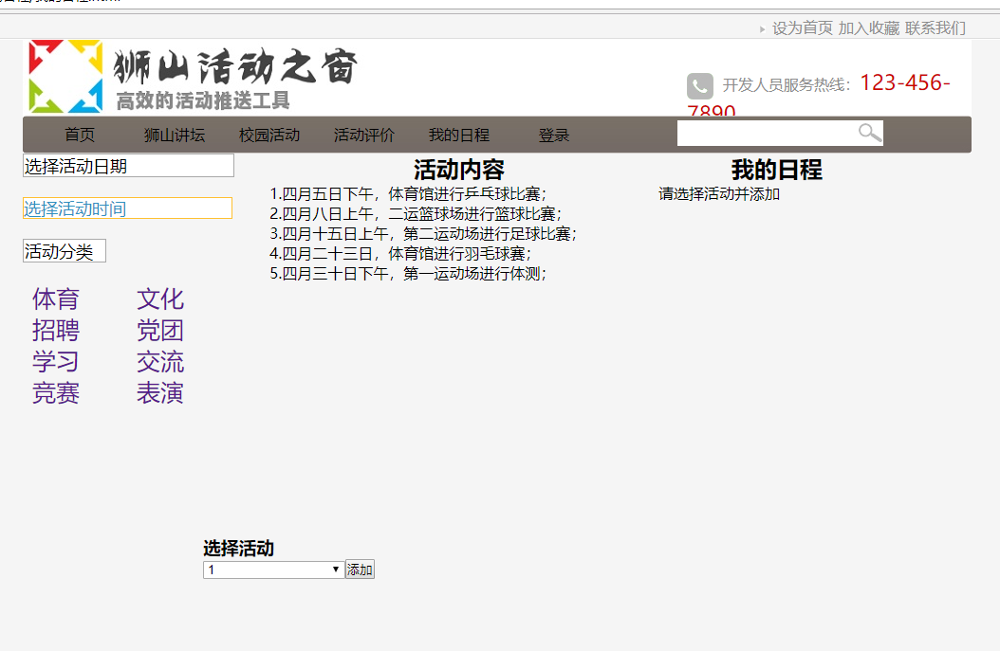 设为首页 加入收藏 联系我们
狮山活动之窗
高效的活动推送工具
开发人员服务热线：123-456-
7890
首页 狮山讲坛 校园活动 活动评价 我的日程 登录
选择活动日期
选择活动时间
活动分类
体育 文化
招聘 党团
学习 交流
竞赛 表演
活动内容
1.四月五日下午，体育馆进行乒乓球比赛；
2.四月八日上午，二运篮球场进行篮球比赛；
3.四月十五日上午，第二运动场进行足球比赛；
4.四月二十三日，体育馆进行羽毛球赛；
5.四月三十日下午，第一运动场进行体测；
我的日程
请选择活动并添加
选择活动
1 添加